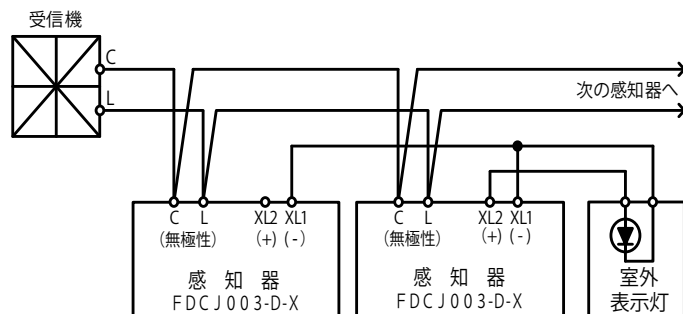 受信機
C
L
次の感知器へ
C L XL2 XL1
(無極性) (+) (-)
感 知 器
FDCJ003-D-X
C L XL2 XL1
(無極性) (+) (-)
感 知 器
FDCJ003-D-X
室外
表示灯